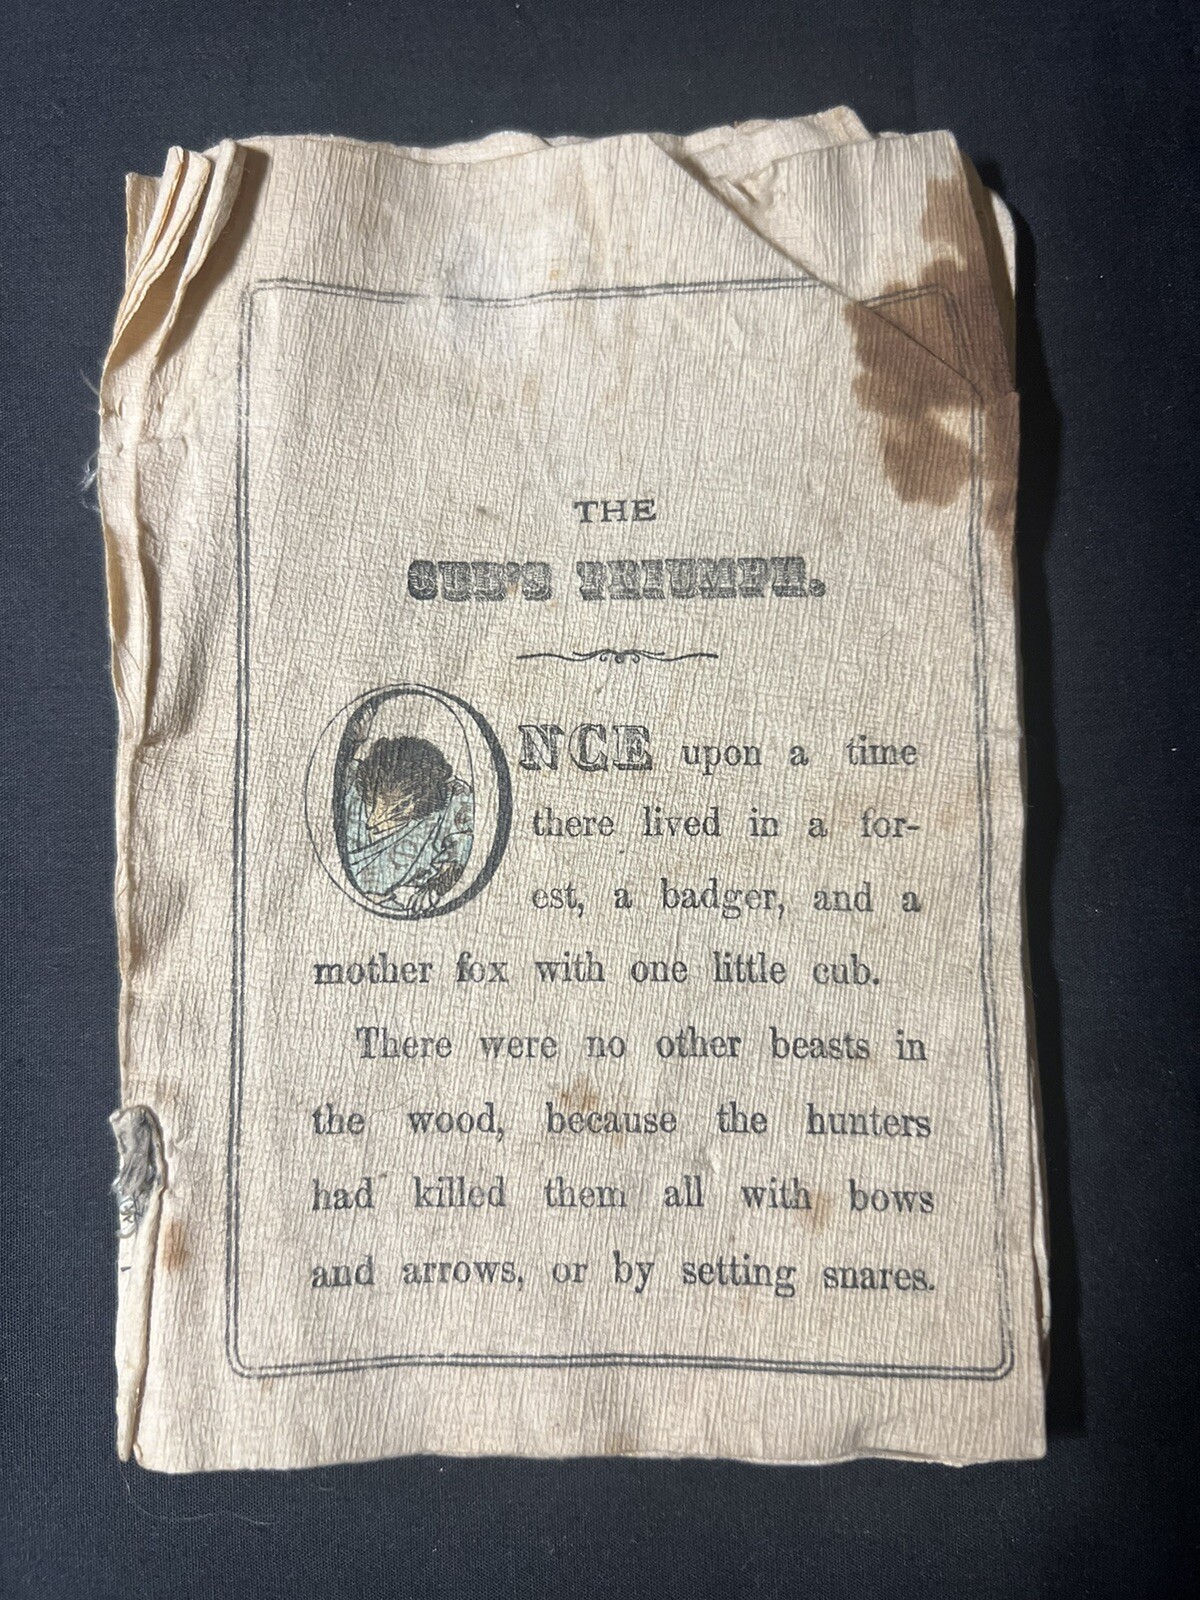 THE
CUB'S TRIUMPH.
ONCE upon a time
there lived in a for-
est, a badger, and a
mother fox with one little cub.
There were no other beasts in
the wood, because the hunters
had killed them all with bows
and arrows, or by setting snares.